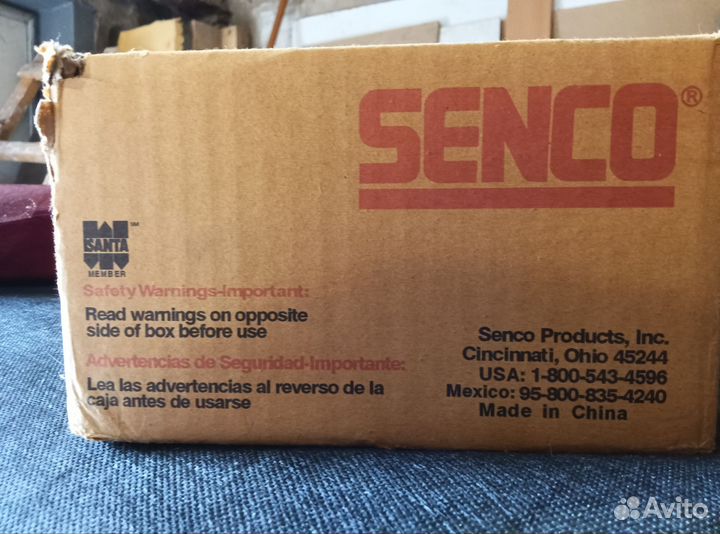 SENCO®
ISANTA SM
MEMBER
Safety Warnings-Important:
Read warnings on opposite
side of box before use
Advertencias de Seguridad-Importante:
Lea las advertencias al reverso de la
caja antes de usarse
Senco Products, Inc.
Cincinnati, Ohio 45244
USA: 1-800-543-4596
Mexico: 95-800-835-4240
Made in China
Avito